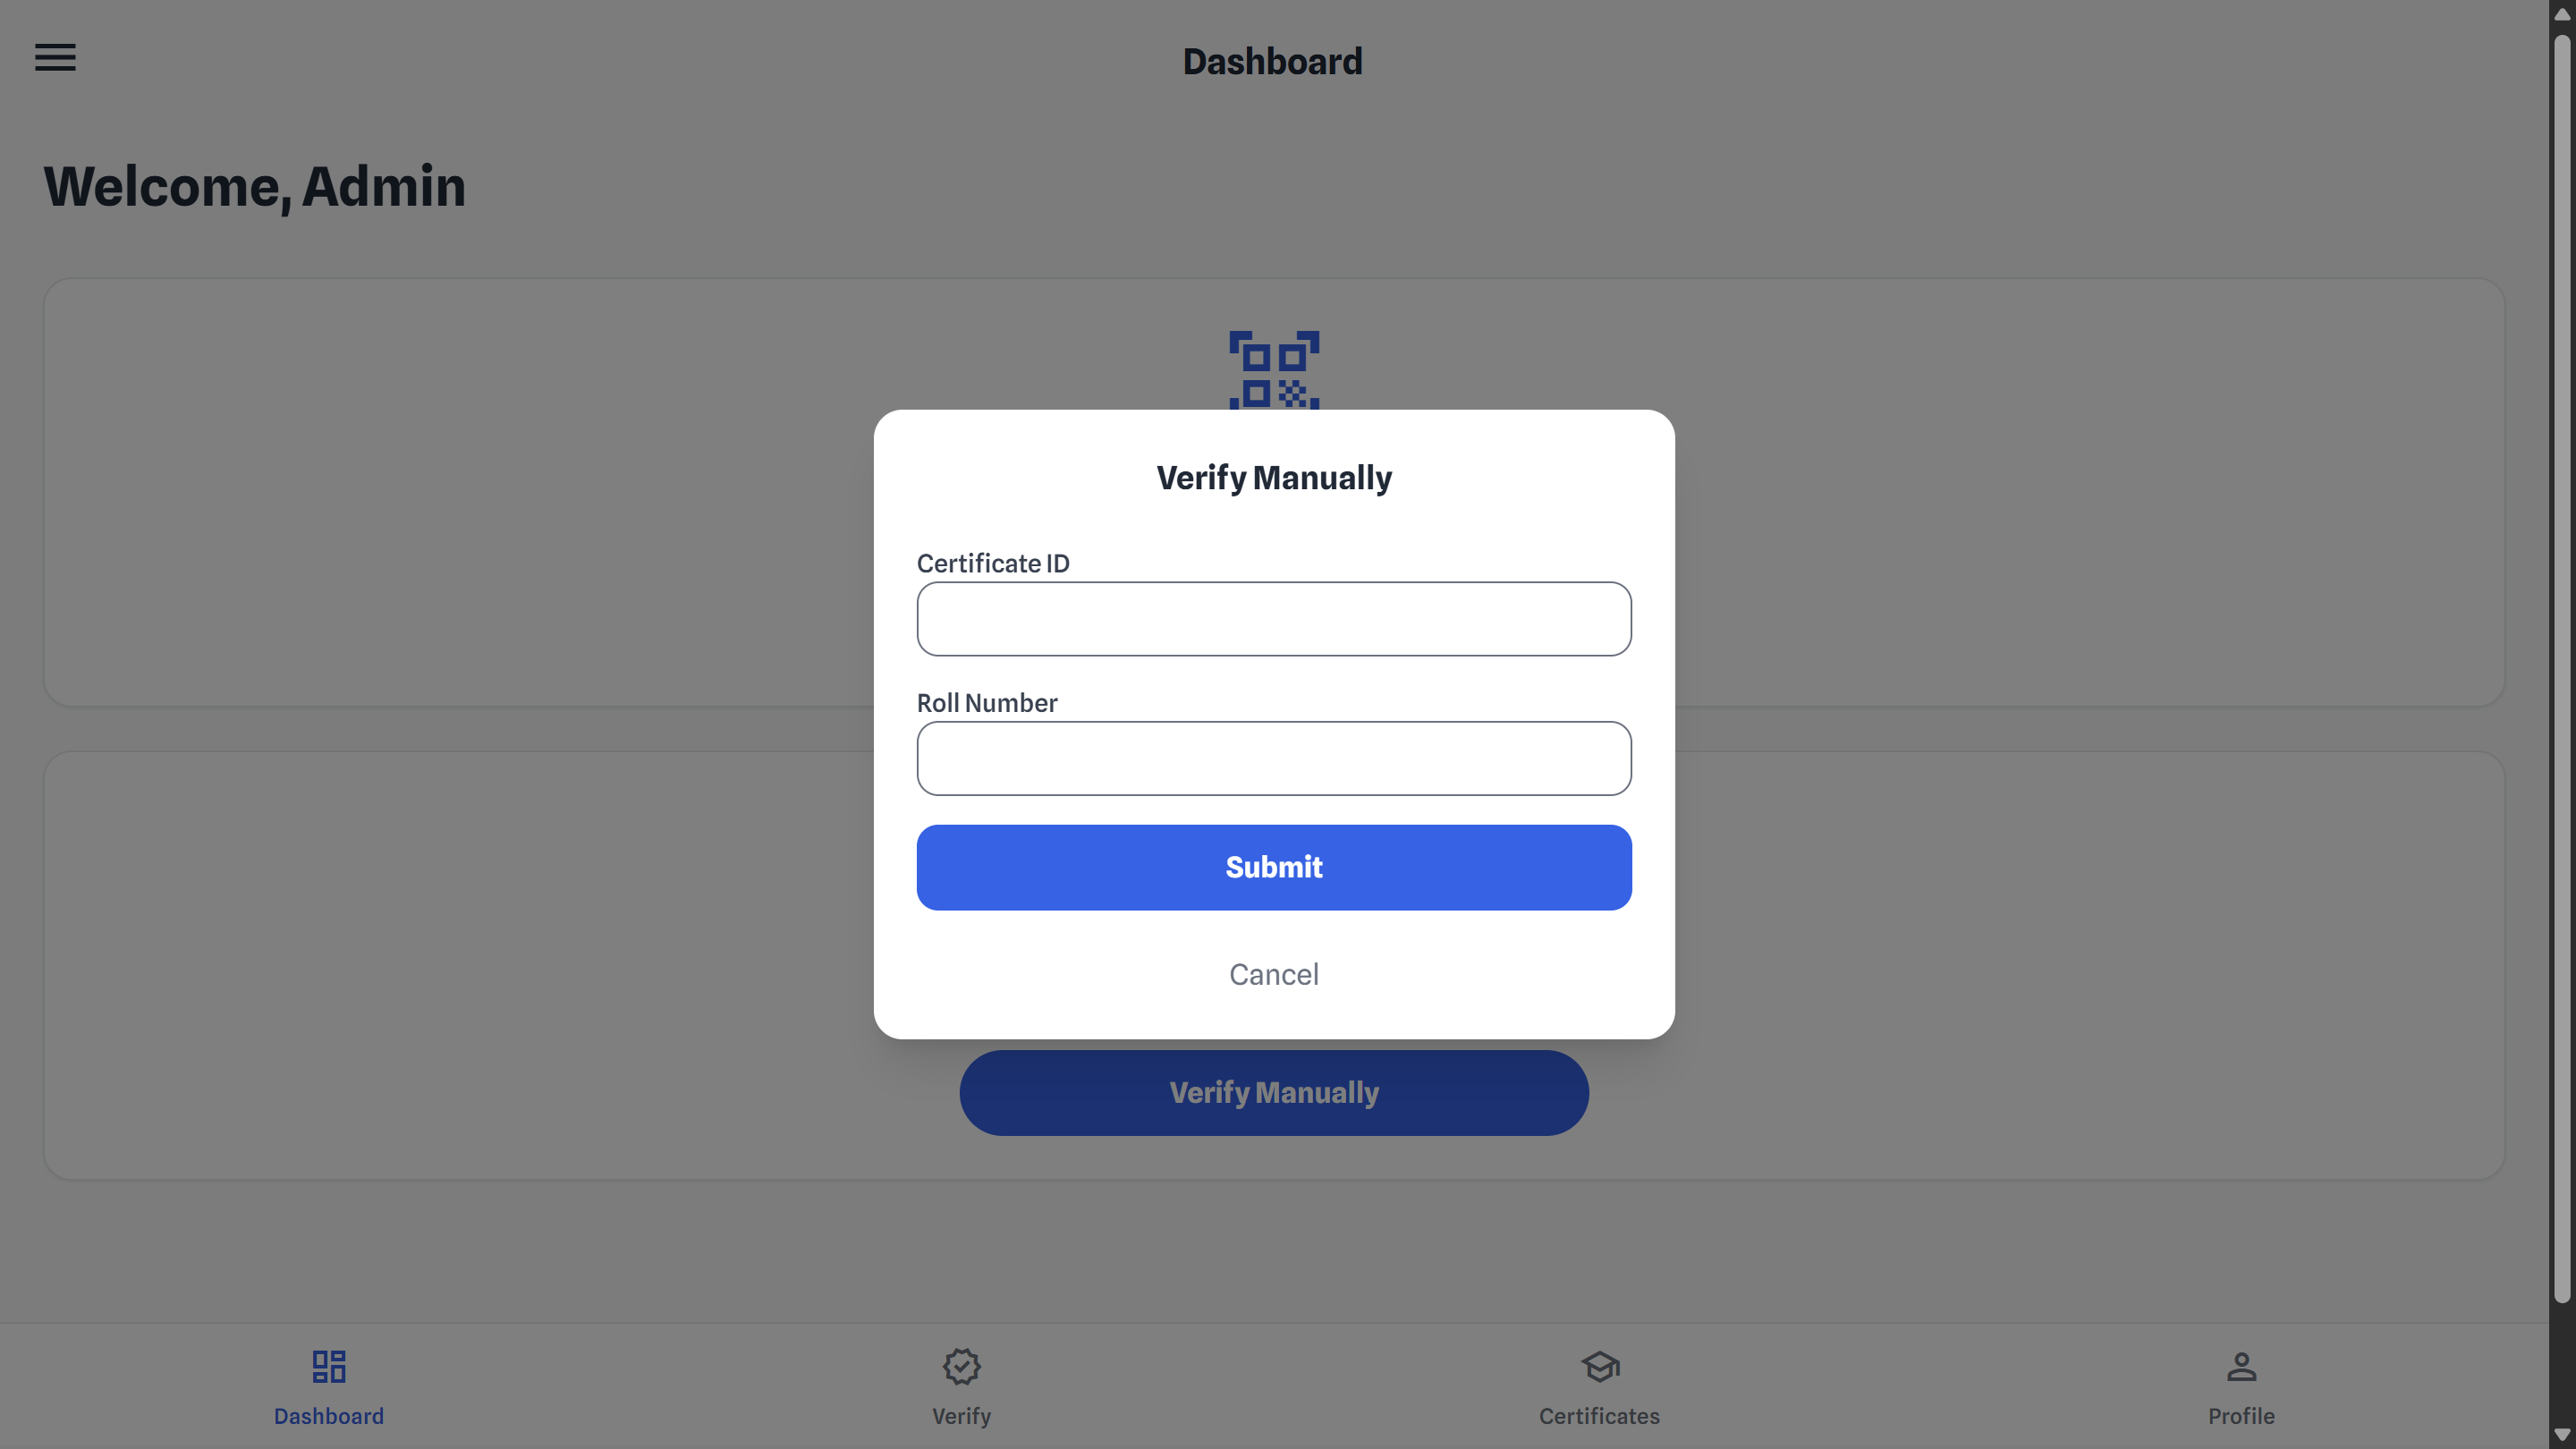 Dashboard
Welcome, Admin
Verify Manually
Certificate ID
Roll Number
Submit
Cancel
Verify Manually
Dashboard
Verify
Certificates
Profile